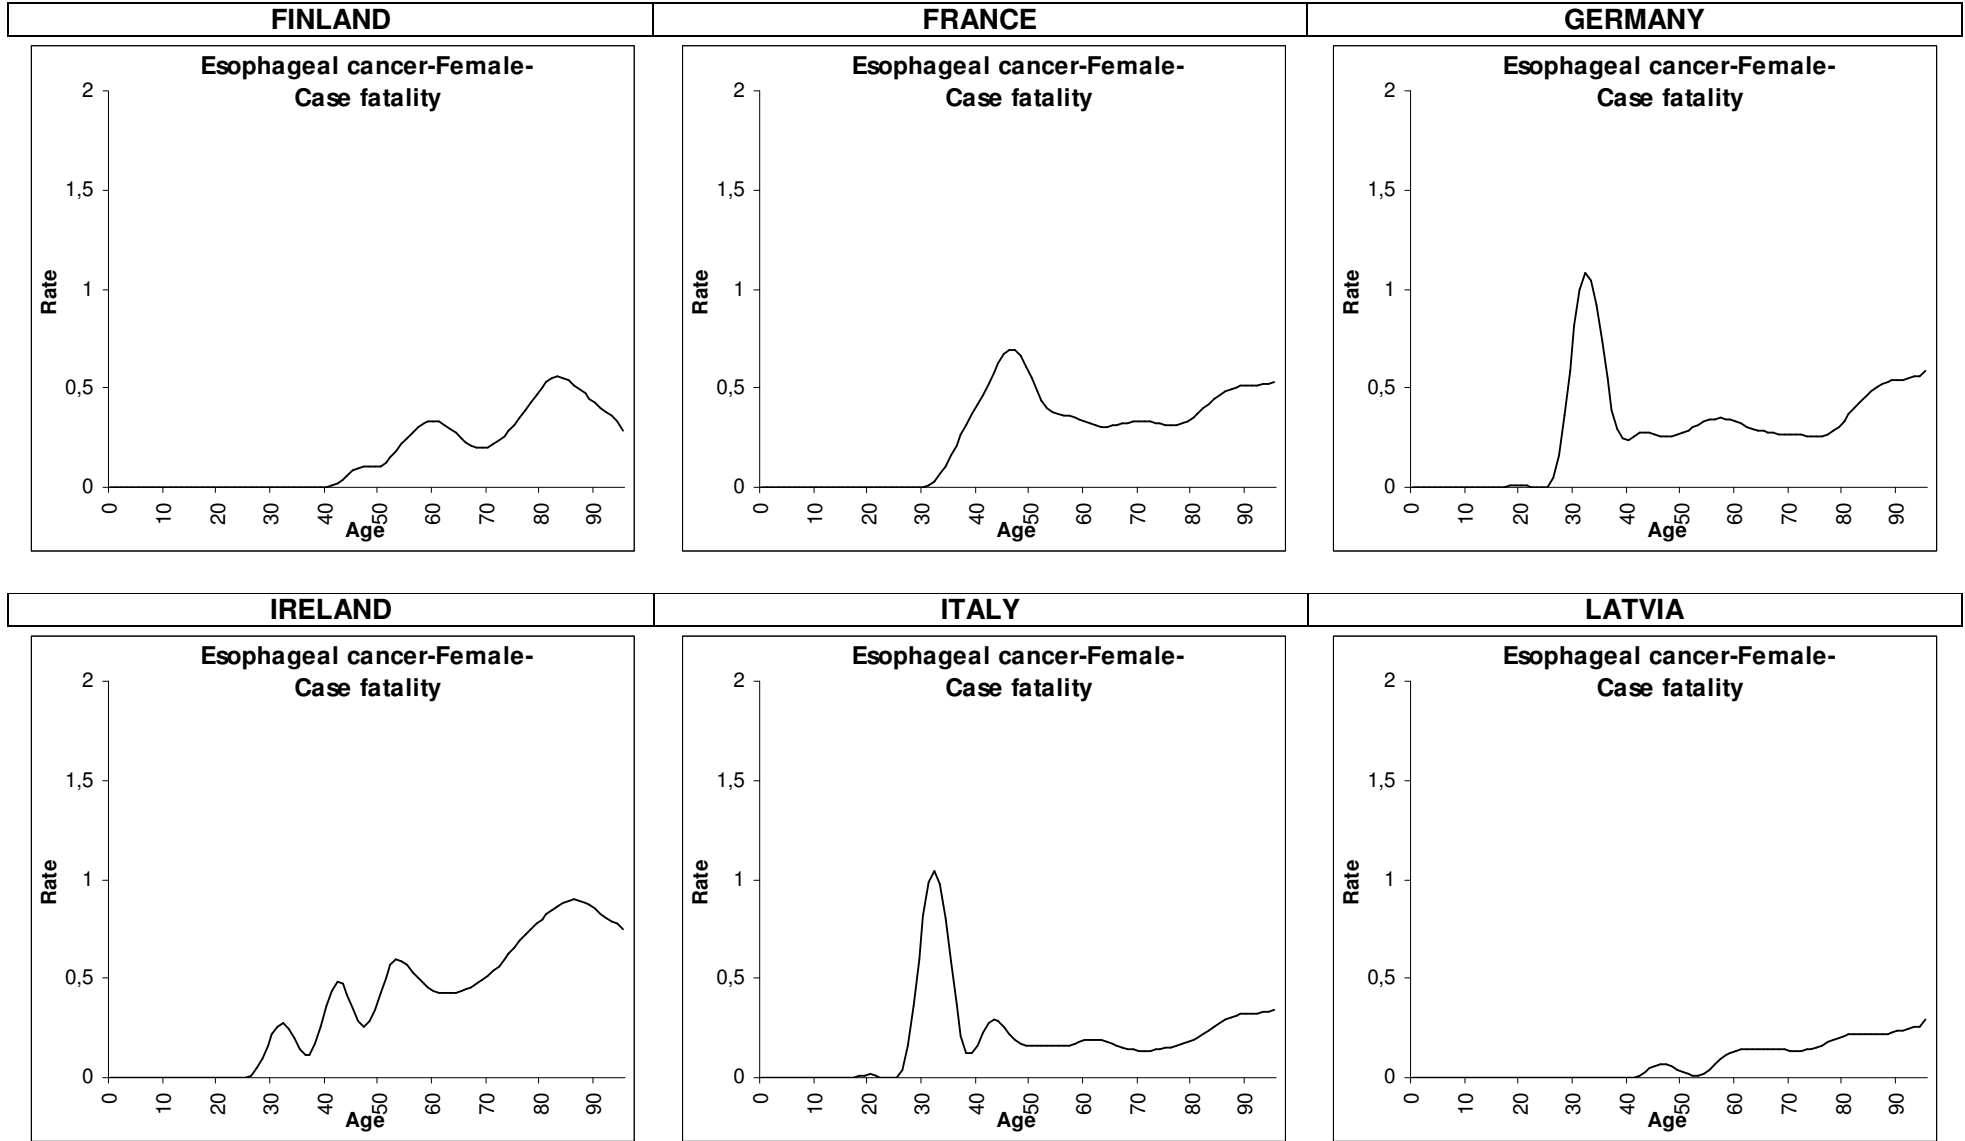 FINLAND FRANCE GERMANY
Esophageal cancer-Female-
Case fatality
2
1,5
1
0,5
0
Rate
0 10 20 30 40 50 60 70 80 90
Age
Esophageal cancer-Female-
Case fatality
2
1,5
1
0,5
0
Rate
0 10 20 30 40 50 60 70 80 90
Age
Esophageal cancer-Female-
Case fatality
2
1,5
1
0,5
0
Rate
0 10 20 30 40 50 60 70 80 90
Age
IRELAND ITALY LATVIA
Esophageal cancer-Female-
Case fatality
2
1,5
1
0,5
0
Rate
0 10 20 30 40 50 60 70 80 90
Age
Esophageal cancer-Female-
Case fatality
2
1,5
1
0,5
0
Rate
0 10 20 30 40 50 60 70 80 90
Age
Esophageal cancer-Female-
Case fatality
2
1,5
1
0,5
0
Rate
0 10 20 30 40 50 60 70 80 90
Age